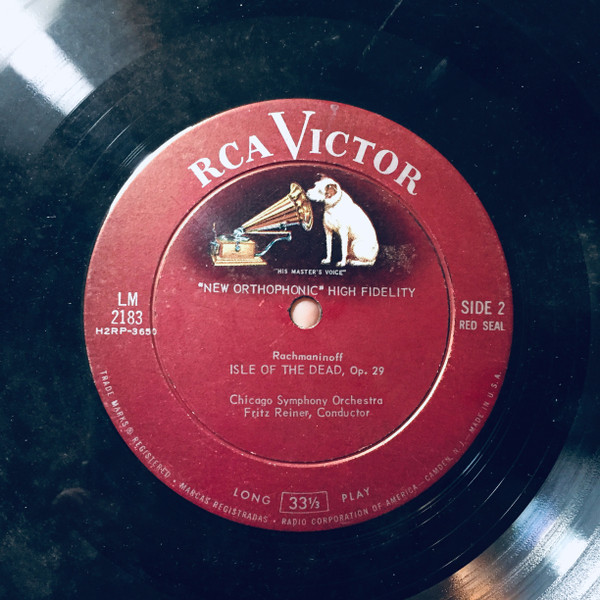 RCA VICTOR
"HIS MASTER'S VOICE"
"NEW ORTHOPHONIC" HIGH FIDELITY
LM
2183
H2RP-3650
SIDE 2
RED SEAL
Rachmaninoff
ISLE OF THE DEAD, Op. 29
Chicago Symphony Orchestra
Fritz Reiner, Conductor
LONG 33⅓ PLAY
TRADE MARKS ® REGISTERED • MARCAS REGISTRADAS • RADIO CORPORATION OF AMERICA — CAMDEN, N. J. MADE IN U.S.A.